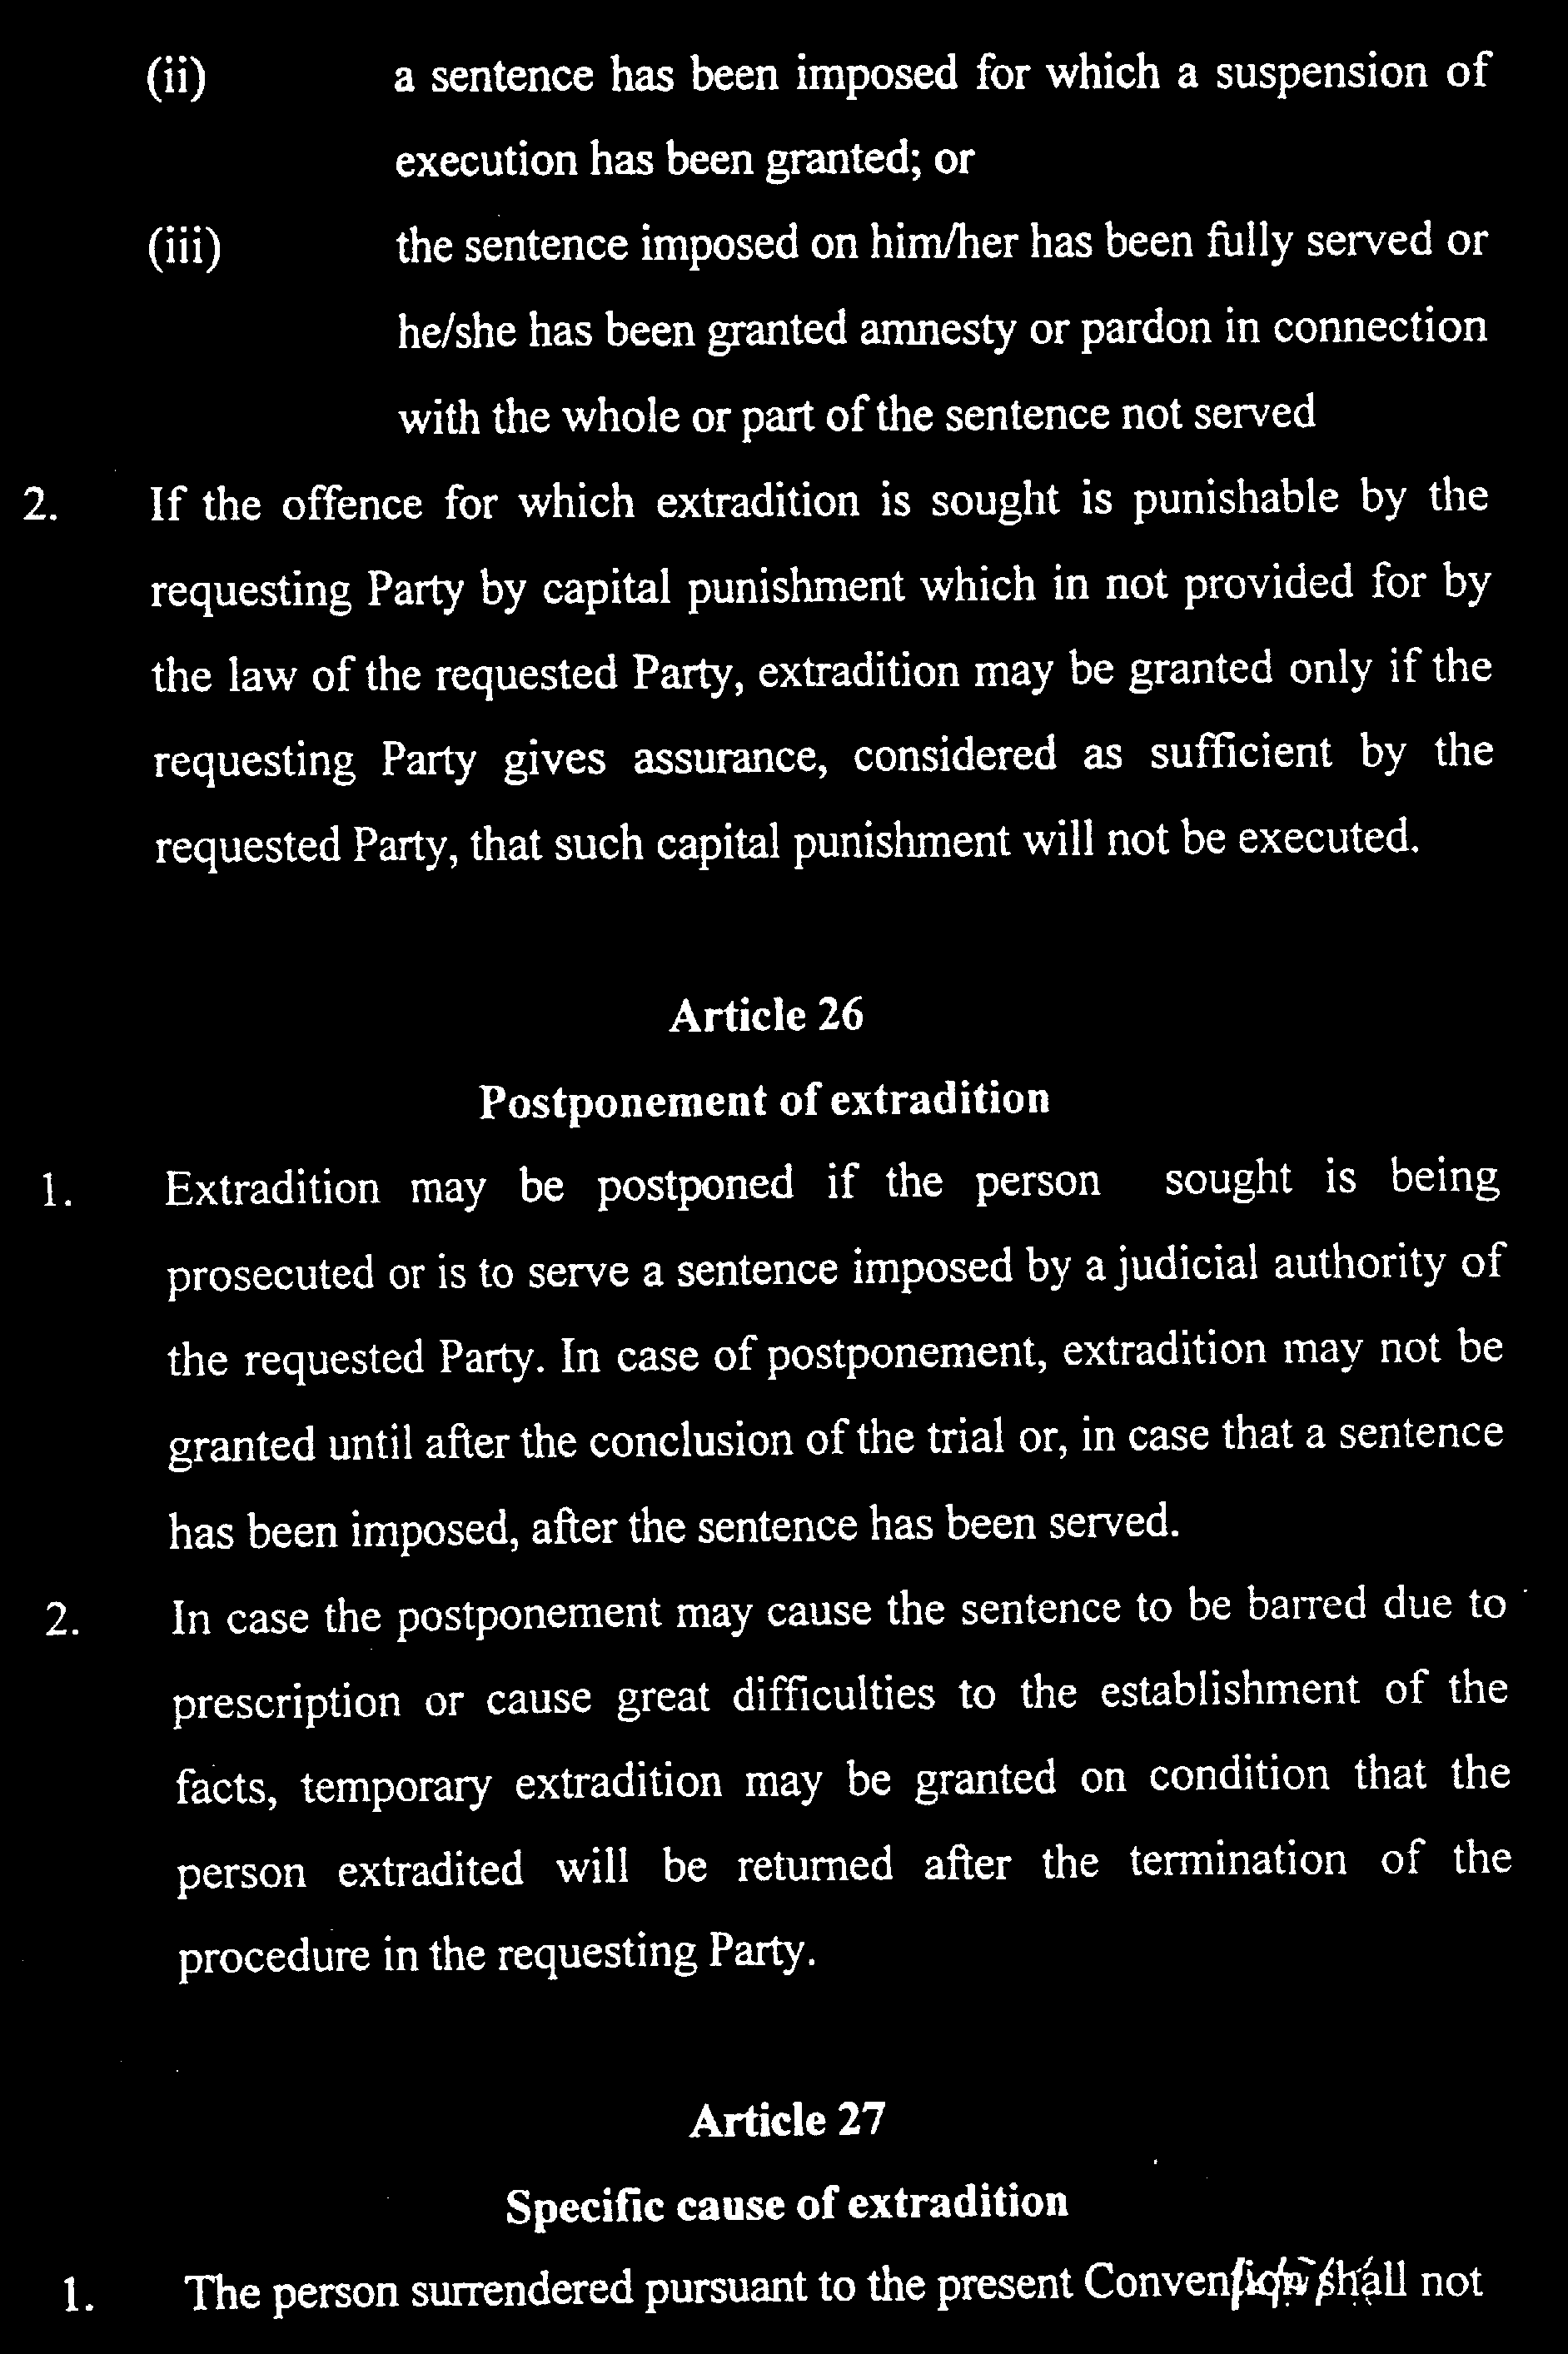 (ii) a sentence has been imposed for which a suspension of
execution has been granted; or
(iii) the sentence imposed on him/her has been fully served or
he/she has been granted amnesty or pardon in connection
with the whole or part of the sentence not served
2. If the offence for which extradition is sought is punishable by the
requesting Party by capital punishment which in not provided for by
the law of the requested Party, extradition may be granted only if the
requesting Party gives assurance, considered as sufficient by the
requested Party, that such capital punishment will not be executed.
Article 26
Postponement of extradition
1. Extradition may be postponed if the person sought is being
prosecuted or is to serve a sentence imposed by a judicial authority of
the requested Party. In case of postponement, extradition may not be
granted until after the conclusion of the trial or, in case that a sentence
has been imposed, after the sentence has been served.
2. In case the postponement may cause the sentence to be barred due to
prescription or cause great difficulties to the establishment of the
facts, temporary extradition may be granted on condition that the
person extradited will be returned after the termination of the
procedure in the requesting Party.
Article 27
Specific cause of extradition
1. The person surrendered pursuant to the present Convention shall not